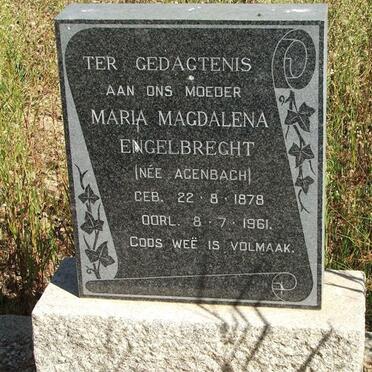 TER GEDAGTENIS
AAN ONS MOEDER
MARIA MAGDALENA
ENGELBREGHT
(NÉE AGENBACH)
GEB. 22-8-1878
OORL. 8-7-1961.
GODS WEË IS VOLMAAK.